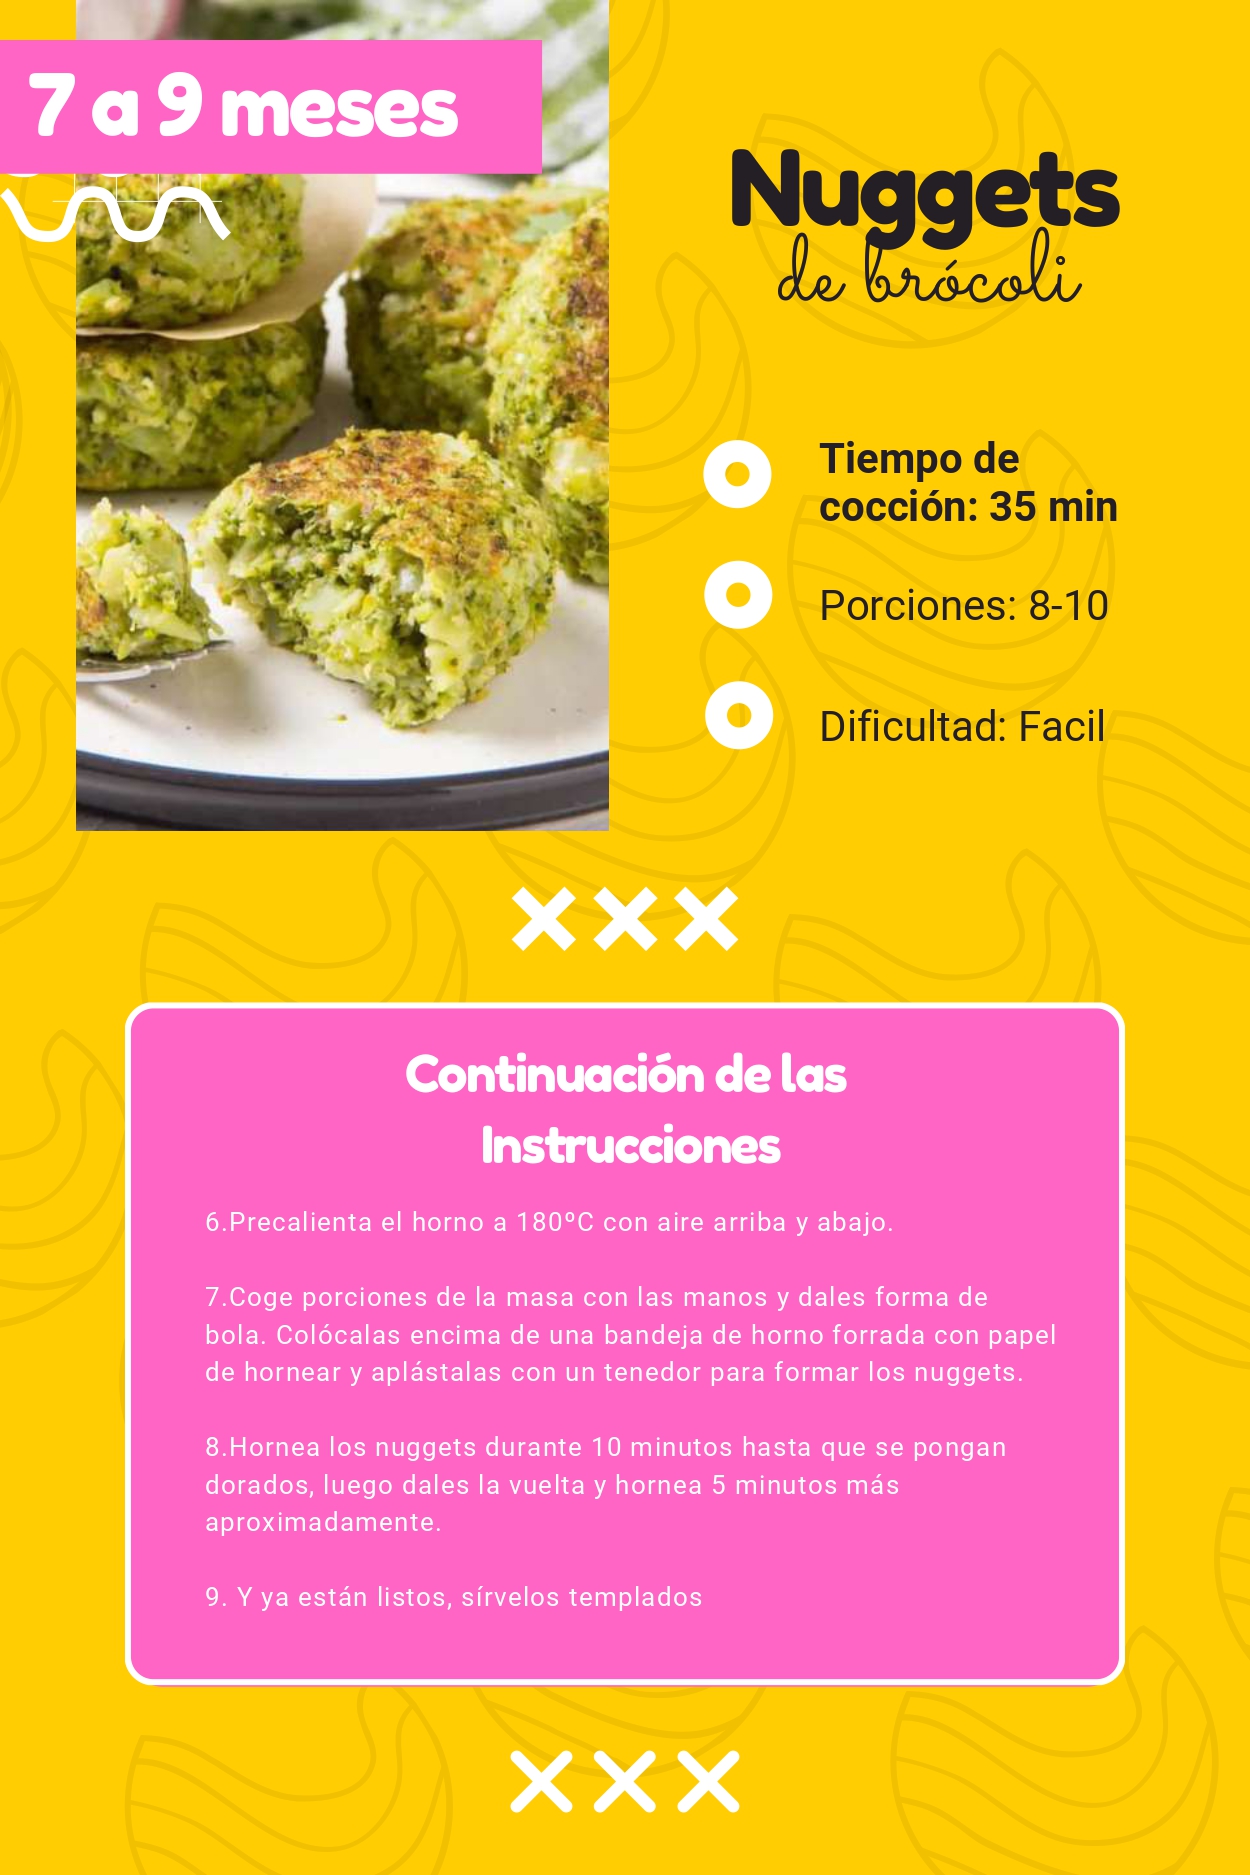 7 a 9 meses
Nuggets
de brócoli
Tiempo de
cocción: 35 min
Porciones: 8-10
Dificultad: Facil
Continuación de las
Instrucciones
6.Precalienta el horno a 180ºC con aire arriba y abajo.
7.Coge porciones de la masa con las manos y dales forma de
bola. Colócalas encima de una bandeja de horno forrada con papel
de hornear y aplástalas con un tenedor para formar los nuggets.
8.Hornea los nuggets durante 10 minutos hasta que se pongan
dorados, luego dales la vuelta y hornea 5 minutos más
aproximadamente.
9. Y ya están listos, sírvelos templados